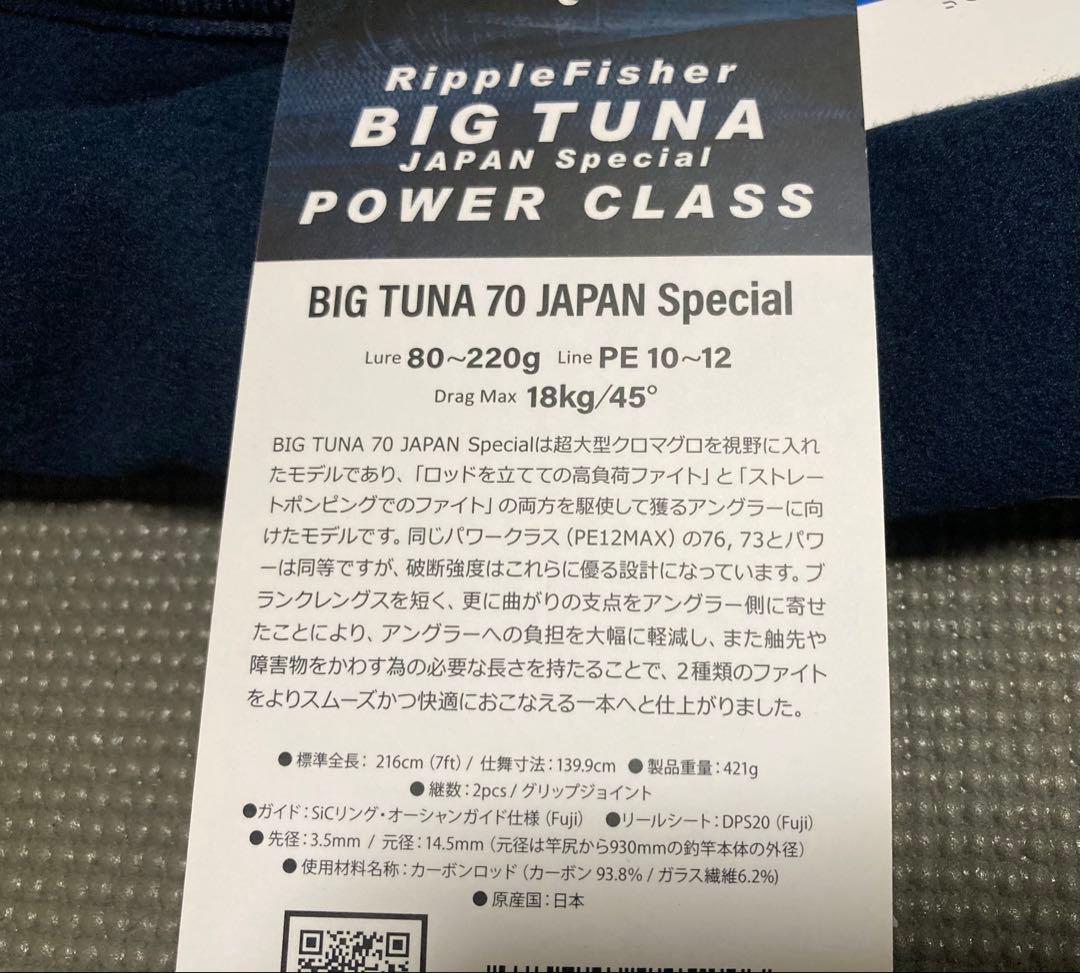 RippleFisher
BIG TUNA
JAPAN Special
POWER CLASS
BIG TUNA 70 JAPAN Special
Lure 80～220g Line PE 10～12
Drag Max 18kg/45°
BIG TUNA 70 JAPAN Specialは超大型クロマグロを視野に入れ
たモデルであり、「ロッドを立てての高負荷ファイト」と「ストレー
トポンピングでのファイト」の両方を駆使して獲るアングラーに向
けたモデルです。同じパワークラス（PE12MAX）の76, 73とパワ
ーは同等ですが、破断強度はこれらに優る設計になっています。ブ
ランクレングスを短く、更に曲がりの支点をアングラー側に寄せ
たことにより、アングラーへの負担を大幅に軽減し、また舳先や
障害物をかわす為の必要な長さを持たることで、2種類のファイト
をよりスムーズかつ快適におこなえる一本へと仕上がりました。
● 標準全長： 216cm（7ft）/ 仕舞寸法：139.9cm ● 製品重量：421g
● 継数：2pcs / グリップジョイント
●ガイド：SiCリング・オーシャンガイド仕様（Fuji） ●リールシート：DPS20（Fuji）
● 先径：3.5mm / 元径：14.5mm（元径は竿尻から930mmの釣竿本体の外径）
● 使用材料名称：カーボンロッド（カーボン 93.8% / ガラス繊維6.2%)
● 原産国：日本